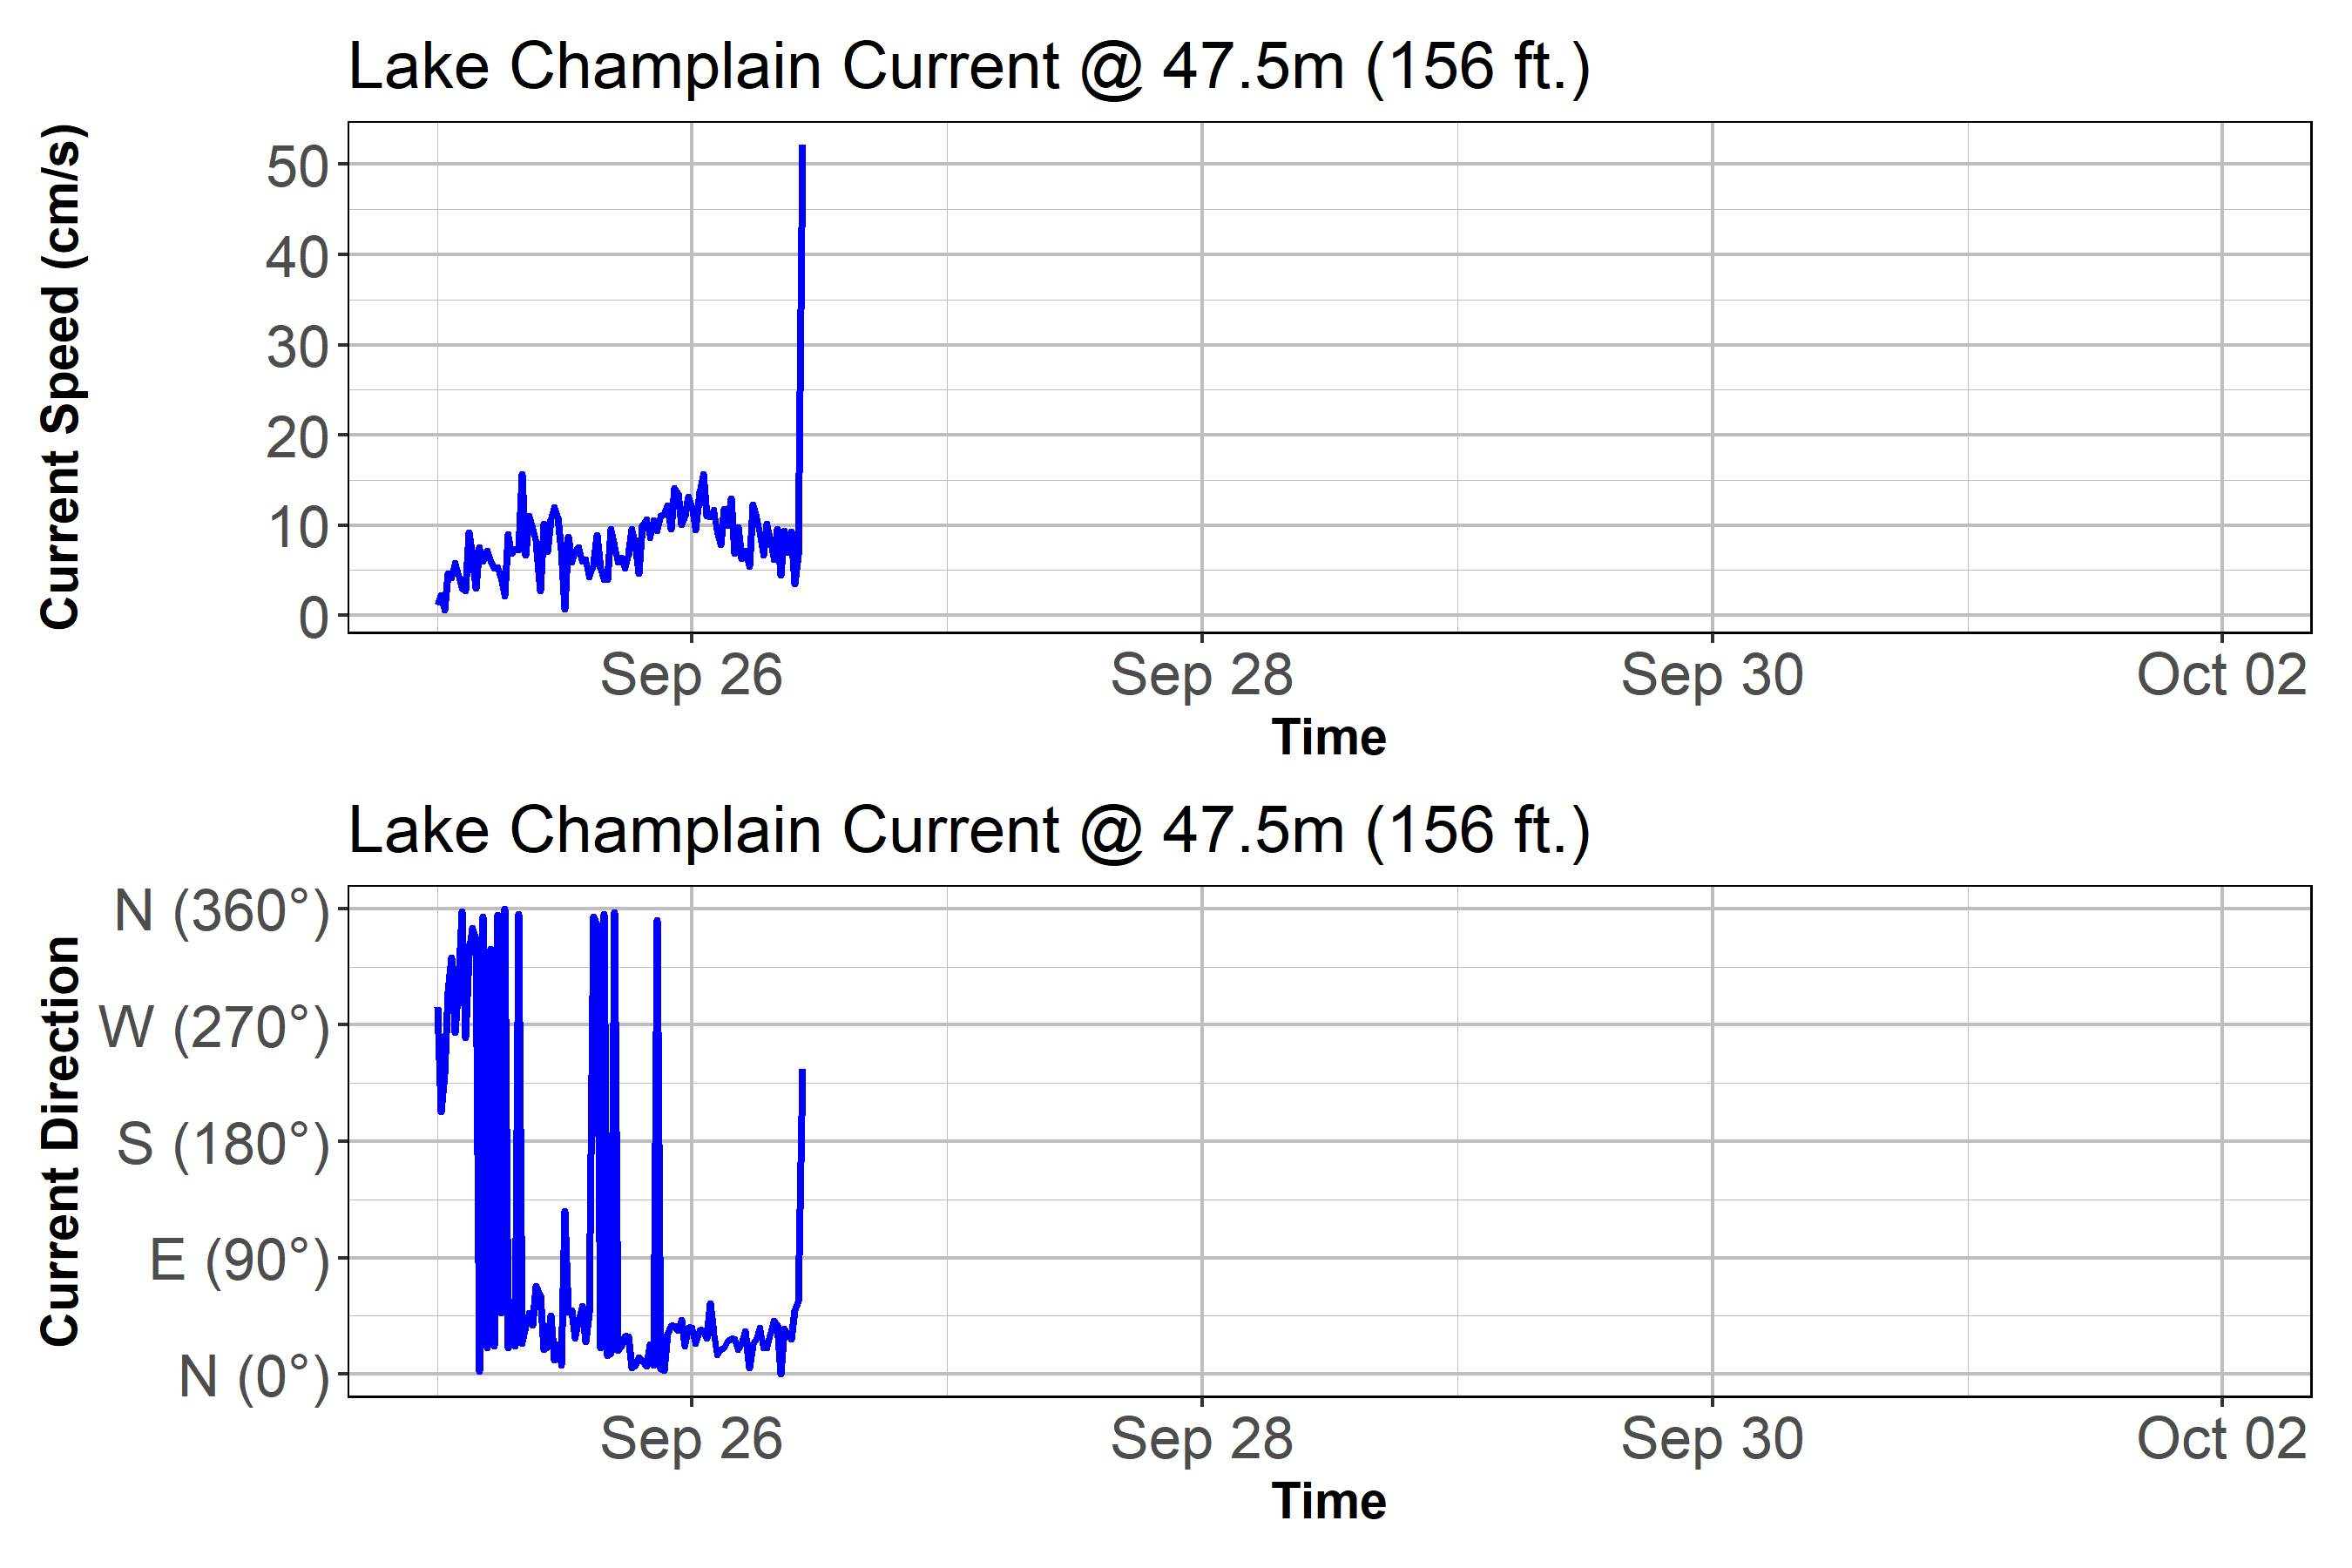 Lake Champlain Current @ 47.5m (156 ft.)
Current Speed (cm/s)
50
40
30
20
10
0
Sep 26 Sep 28 Sep 30 Oct 02
Time
Lake Champlain Current @ 47.5m (156 ft.)
Current Direction
N (360°)
W (270°)
S (180°)
E (90°)
N (0°)
Sep 26 Sep 28 Sep 30 Oct 02
Time